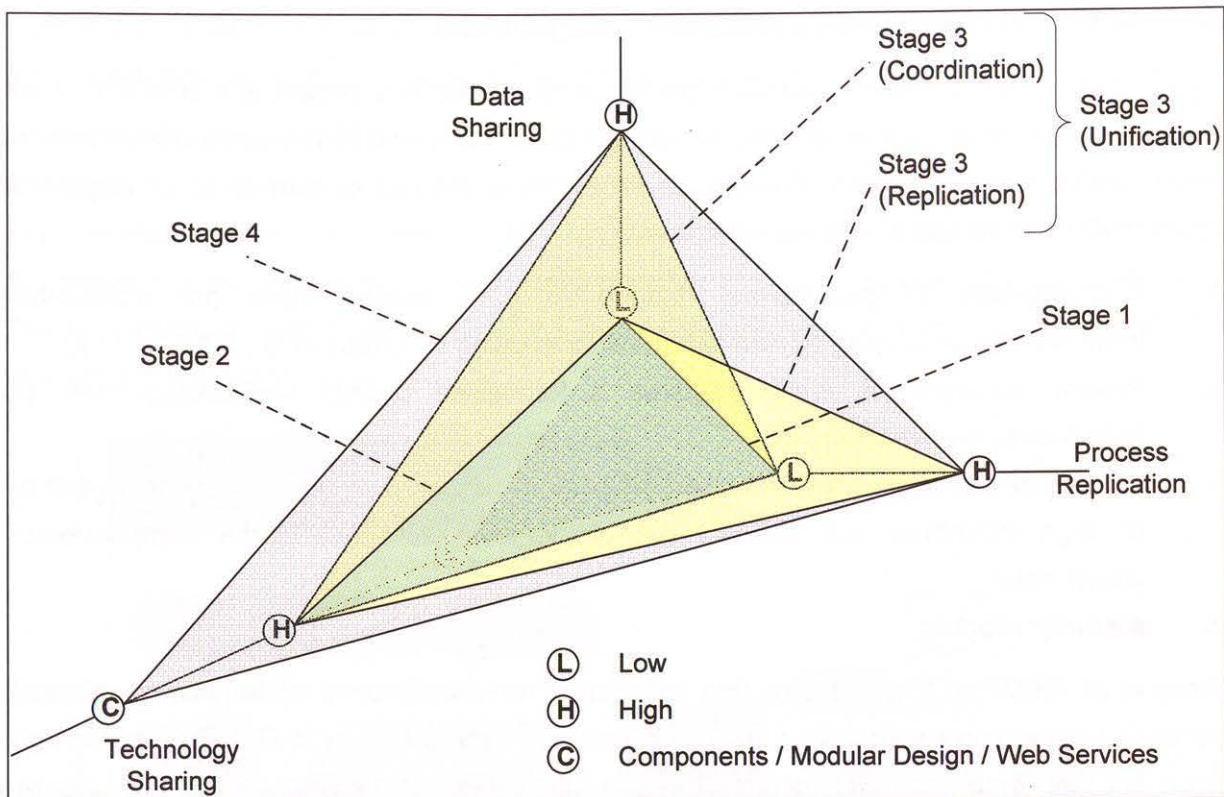 Stage 3
(Coordination)
Stage 3
(Unification)
Stage 3
(Replication)
Data
Sharing
H
Stage 4
Stage 2
L
Stage 1
L
H
Process
Replication
L
H
C
Technology
Sharing
L Low
H High
C Components / Modular Design / Web Services